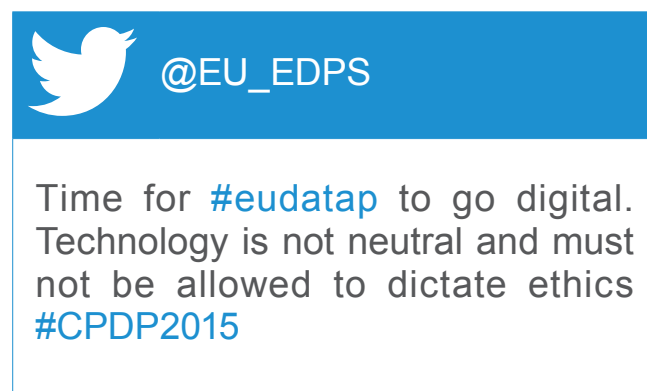 @EU_EDPS
Time for #eudatap to go digital.
Technology is not neutral and must
not be allowed to dictate ethics
#CPDP2015